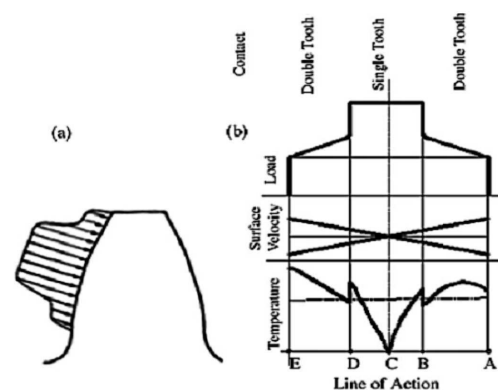 Contact
Double Tooth
Single Tooth
Double Tooth
(a)
(b)
Load
Surface
Velocity
Temperature
E D C B A
Line of Action